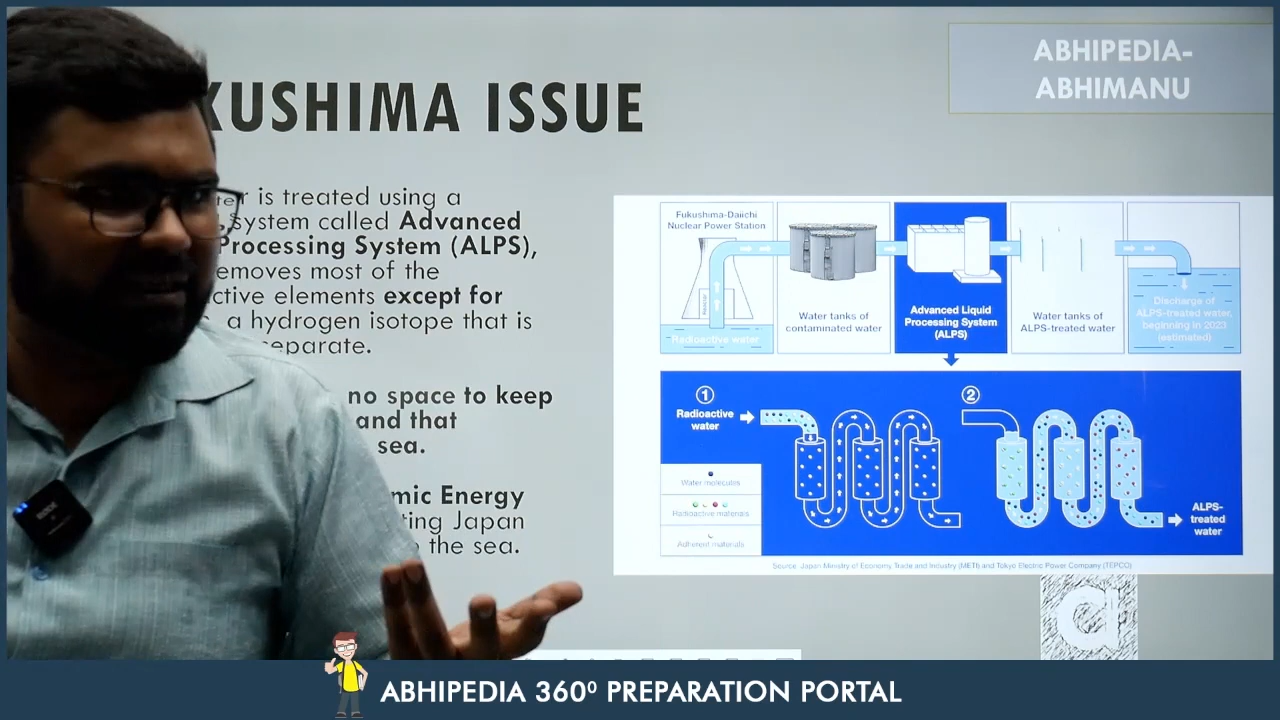 ABHIPEDIA-
ABHIMANU
KUSHIMA ISSUE
is treated using a
system called Advanced
Processing System (ALPS),
emoves most of the
ctive elements except for
a hydrogen isotope that is
separate.
no space to keep
and that
sea.
mic Energy
ting Japan
the sea.
Fukushima-Daiichi
Nuclear Power Station
Reactor
Radioactive water
Water tanks of
contaminated water
Advanced Liquid
Processing System
(ALPS)
Water tanks of
ALPS-treated water
Discharge of
ALPS-treated water,
beginning in 2023
(estimated)
1
Radioactive
water
2
Water molecules
Radioactive materials
Adherent materials
ALPS-
treated
water
Source: Japan Ministry of Economy Trade and Industry (METI) and Tokyo Electric Power Company (TEPCO)
a
ABHIPEDIA 360⁰ PREPARATION PORTAL